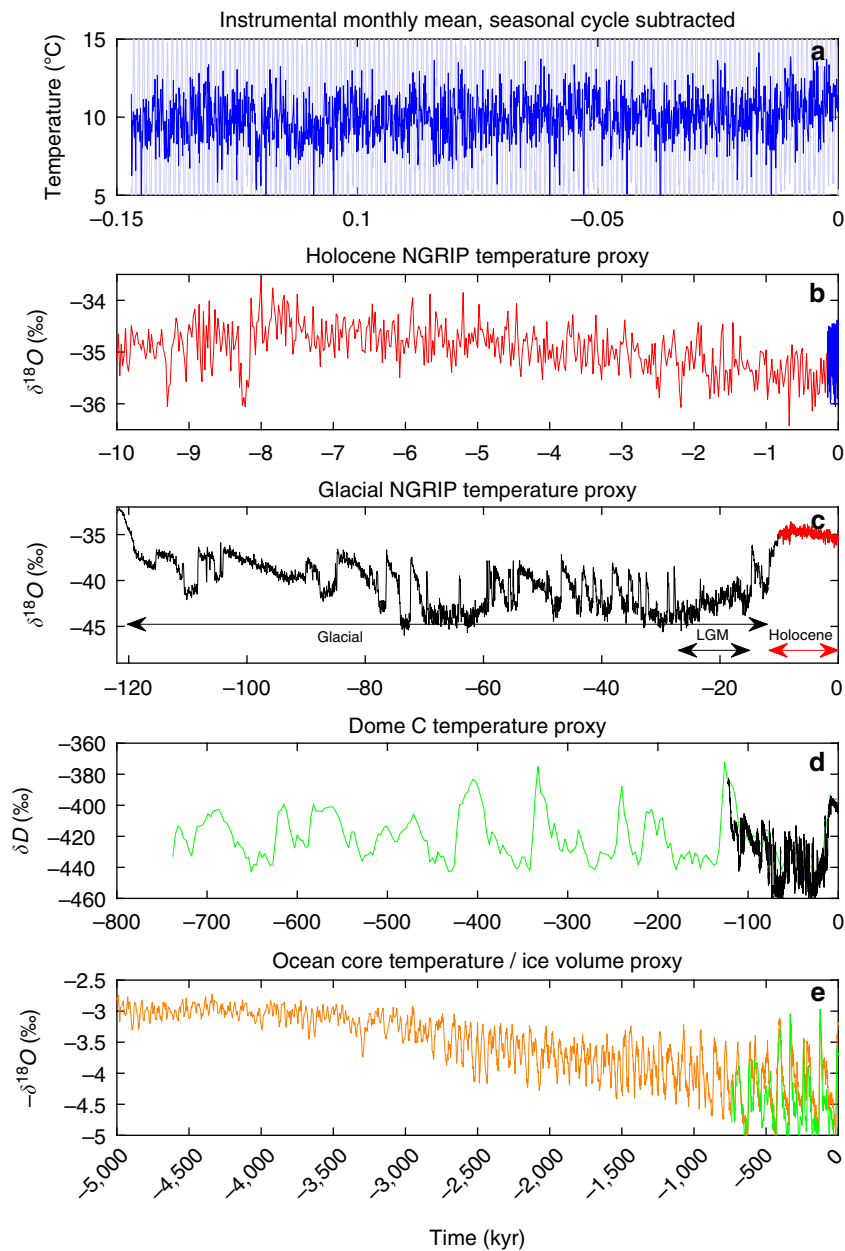 Instrumental monthly mean, seasonal cycle subtracted
a
Temperature (°C)
15
10
5
−0.15 0.1 −0.05 0
Holocene NGRIP temperature proxy
b
δ18O (‰)
−34
−35
−36
−10 −9 −8 −7 −6 −5 −4 −3 −2 −1 0
Glacial NGRIP temperature proxy
c
δ18O (‰)
−35
−40
−45
Glacial LGM Holocene
−120 −100 −80 −60 −40 −20 0
Dome C temperature proxy
d
δD (‰)
−360
−380
−400
−420
−440
−460
−800 −700 −600 −500 −400 −300 −200 −100 0
Ocean core temperature / ice volume proxy
e
−δ18O (‰)
−2.5
−3
−3.5
−4
−4.5
−5
−5,000 −4,500 −4,000 −3,500 −3,000 −2,500 −2,000 −1,500 −1,000 −500 0
Time (kyr)